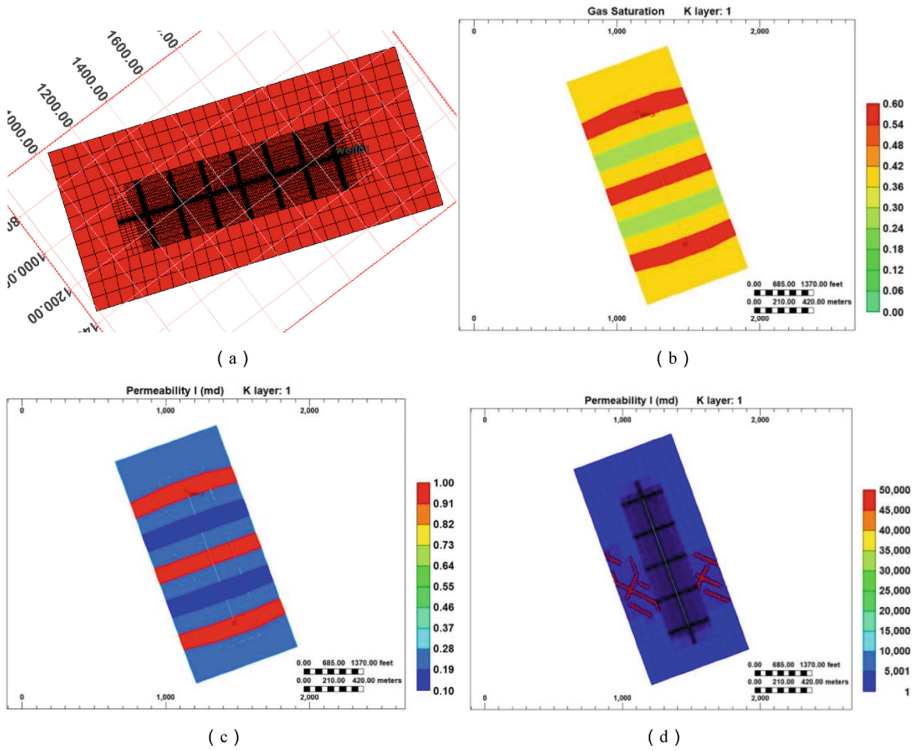 1600.00
1400.00
1200.00
1000.00
1000.00
1200.00
( a )
Gas Saturation K layer: 1
0 1,000 2,000
0.60
0.54
0.48
0.42
0.36
0.30
0.24
0.18
0.12
0.06
0.00
0.00 685.00 1370.00 feet
0.00 210.00 420.00 meters
0 1,000 2,000
( b )
Permeability I (md) K layer: 1
0 1,000 2,000
1.00
0.91
0.82
0.73
0.64
0.55
0.46
0.37
0.28
0.19
0.10
0.00 685.00 1370.00 feet
0.00 210.00 420.00 meters
1,000 2,000
( c )
Permeability I (md) K layer: 1
0 1,000 2,000
50,000
45,000
40,000
35,000
30,000
25,000
20,000
15,000
10,000
5,001
1
0.00 685.00 1370.00 feet
0.00 210.00 420.00 meters
1,000 2,000
( d )